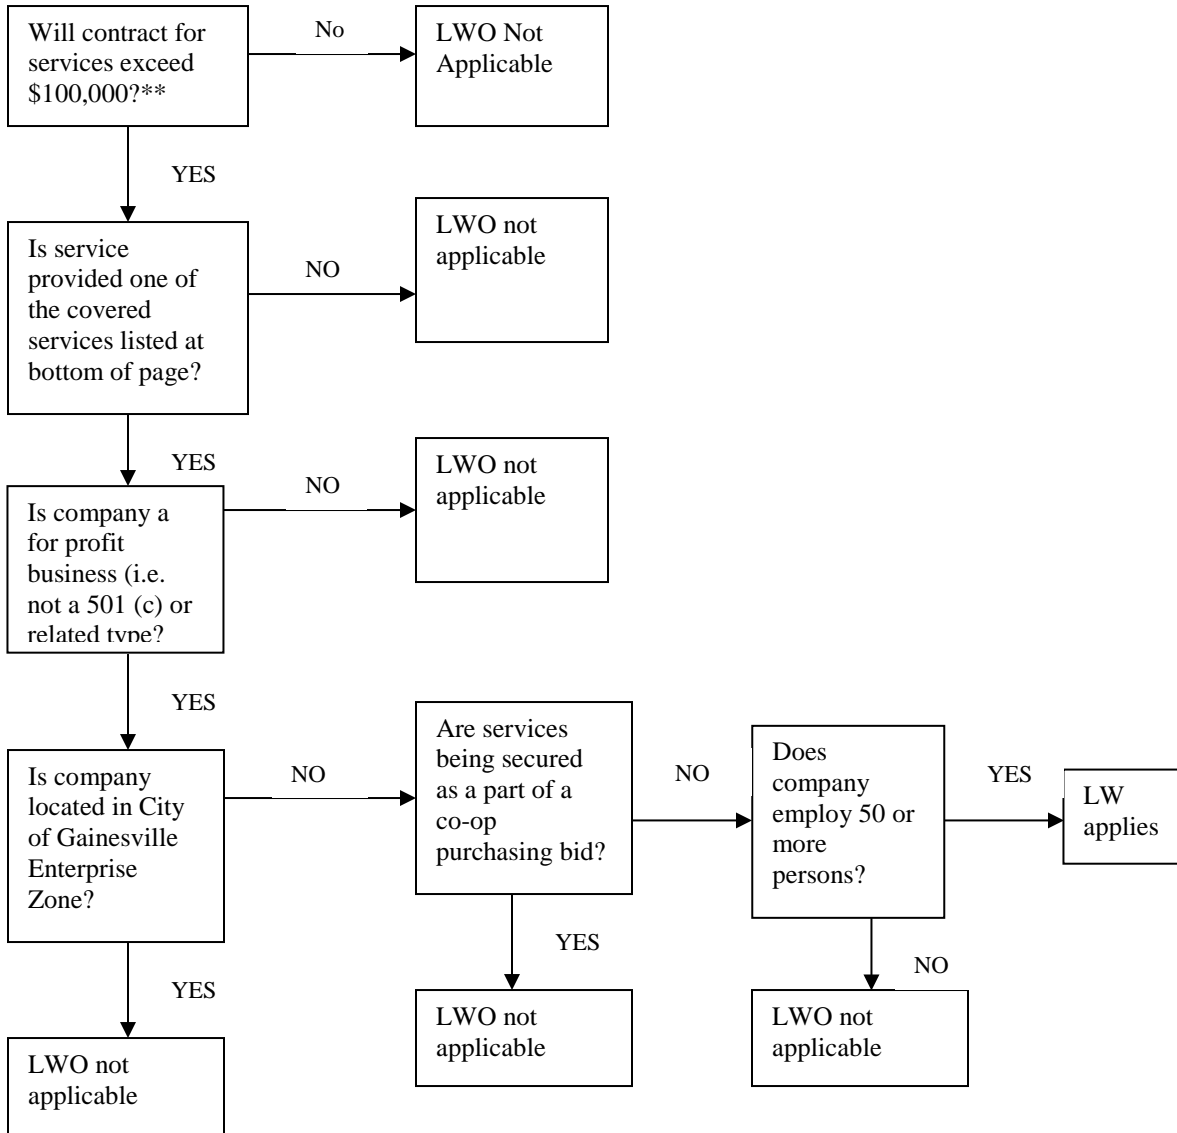 Will contract for
services exceed
$100,000?**
No
LWO Not
Applicable
YES
Is service
provided one of
the covered
services listed at
bottom of page?
NO
LWO not
applicable
YES
Is company a
for profit
business (i.e.
not a 501 (c) or
related type?
NO
LWO not
applicable
YES
Is company
located in City
of Gainesville
Enterprise
Zone?
NO
Are services
being secured
as a part of a
co-op
purchasing bid?
NO
Does
company
employ 50 or
more
persons?
YES
LW
applies
YES
LWO not
applicable
YES
LWO not
applicable
NO
LWO not
applicable